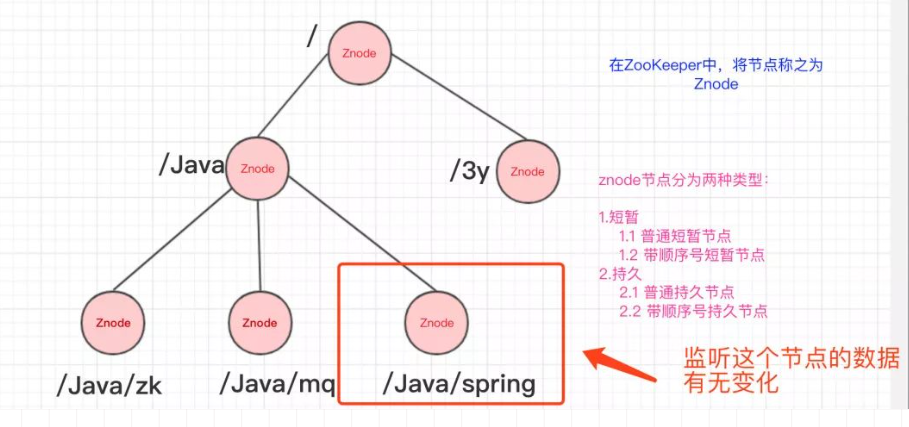 /
Znode
在ZooKeeper中，将节点称之为
Znode
/Java
Znode
/3y
Znode
znode节点分为两种类型：
1.短暂
1.1 普通短暂节点
1.2 带顺序号短暂节点
2.持久
2.1 普通持久节点
2.2 带顺序号持久节点
Znode
Znode
Znode
/Java/zk
/Java/mq
/Java/spring
监听这个节点的数据
有无变化